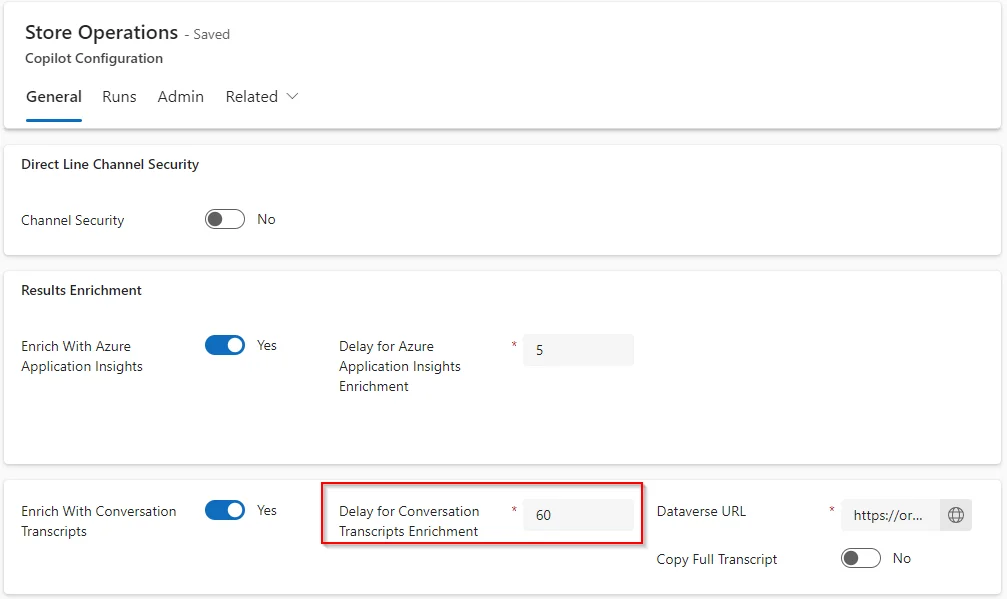 Store Operations - Saved
Copilot Configuration
General Runs Admin Related
Direct Line Channel Security
Channel Security No
Results Enrichment
Enrich With Azure
Application Insights
Yes
Delay for Azure
Application Insights
Enrichment
* 5
Enrich With Conversation
Transcripts
Yes
Delay for Conversation
Transcripts Enrichment
* 60
Dataverse URL * https://or...
Copy Full Transcript No